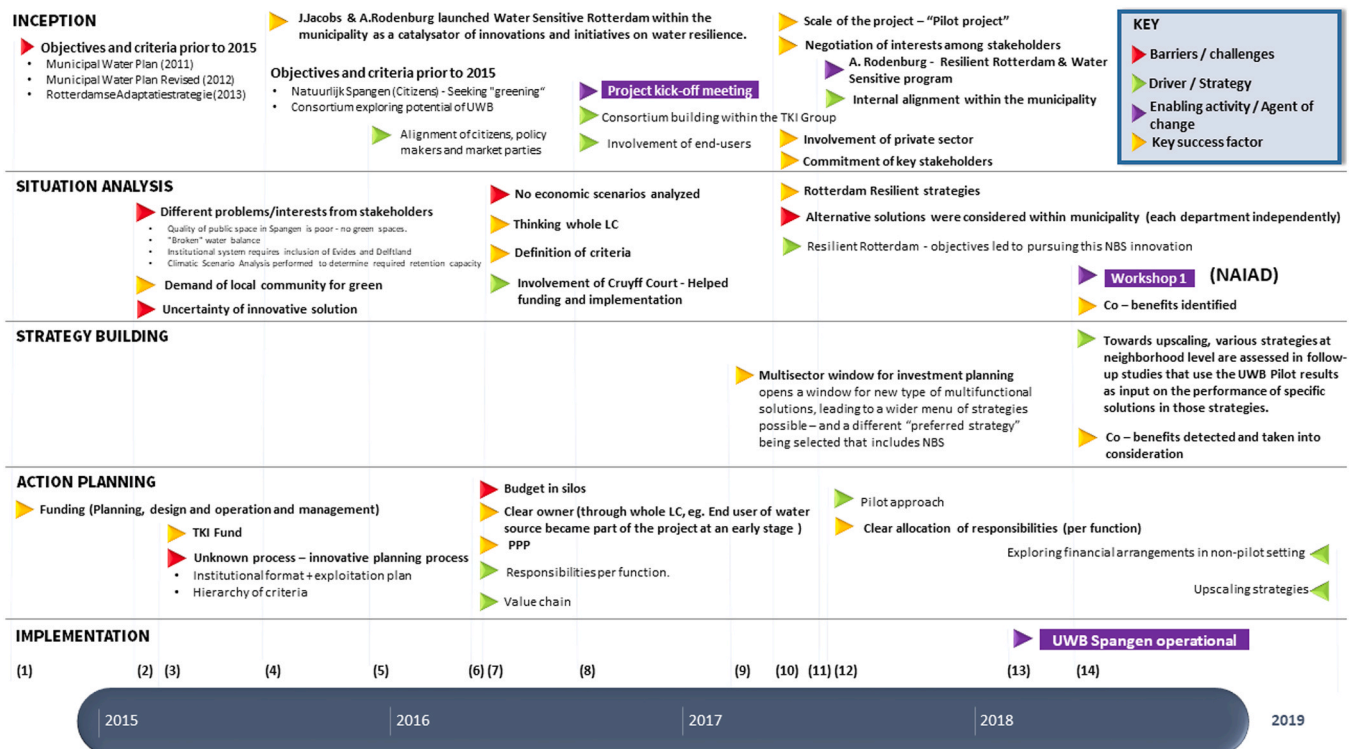 INCEPTION
Objectives and criteria prior to 2015
• Municipal Water Plan (2011)
• Municipal Water Plan Revised (2012)
• RotterdamseAdaptatiestrategie(2013)
J.Jacobs & A.Rodenburg launched Water Sensitive Rotterdam within the
municipality as a catalysator of innovations and initiatives on water resilience.
Objectives and criteria prior to 2015
• Natuurlijk Spangen (Citizens) - Seeking "greening"
• Consortium exploring potential of UWB
Alignment of citizens, policy
makers and market parties
Project kick-off meeting
Consortium building within the TKI Group
Involvement of end-users
Scale of the project – “Pilot project”
Negotiation of interests among stakeholders
A. Rodenburg - Resilient Rotterdam & Water
Sensitive program
Internal alignment within the municipality
Involvement of private sector
Commitment of key stakeholders
KEY
Barriers / challenges
Driver / Strategy
Enabling activity / Agent of
change
Key success factor
SITUATION ANALYSIS
Different problems/interests from stakeholders
• Quality of public space in Spangen is poor - no green spaces.
• "Broken" water balance
• Institutional system requires inclusion of Evides and Delftland
• Climatic Scenario Analysis performed to determine required retention capacity
Demand of local community for green
Uncertainty of innovative solution
No economic scenarios analyzed
Thinking whole LC
Definition of criteria
Involvement of Cruyff Court - Helped
funding and implementation
Rotterdam Resilient strategies
Alternative solutions were considered within municipality (each department independently)
Resilient Rotterdam - objectives led to pursuing this NBS innovation
Workshop 1 (NAIAD)
Co – benefits identified
STRATEGY BUILDING
Multisector window for investment planning
opens a window for new type of multifunctional
solutions, leading to a wider menu of strategies
possible – and a different “preferred strategy”
being selected that includes NBS
Towards upscaling, various strategies at
neighborhood level are assessed in follow-
up studies that use the UWB Pilot results
as input on the performance of specific
solutions in those strategies.
Co – benefits detected and taken into
consideration
ACTION PLANNING
Funding (Planning, design and operation and management)
TKI Fund
Unknown process – innovative planning process
• Institutional format + exploitation plan
• Hierarchy of criteria
Budget in silos
Clear owner (through whole LC, eg. End user of water
source became part of the project at an early stage )
PPP
Responsibilities per function.
Value chain
Pilot approach
Clear allocation of responsibilities (per function)
Exploring financial arrangements in non-pilot setting
Upscaling strategies
IMPLEMENTATION
UWB Spangen operational
(1) (2) (3) (4) (5) (6) (7) (8) (9) (10) (11) (12) (13) (14)
2015 2016 2017 2018 2019